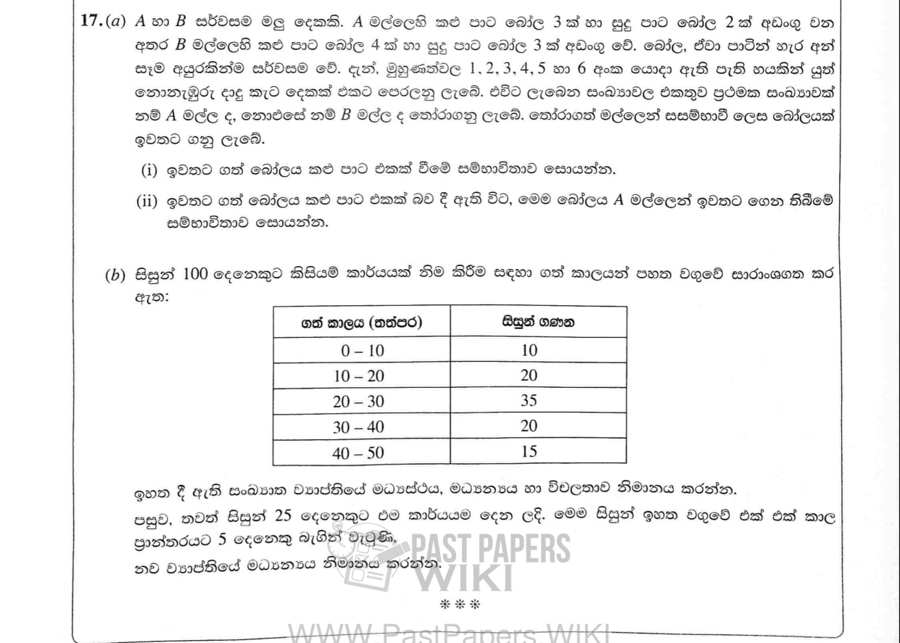 17.(a) A හා B සර්වසම මලු දෙකකි. A මල්ලෙහි කළු පාට බෝල 3 ක් හා සුදු පාට බෝල 2 ක් අඩංගු වන
අතර B මල්ලෙහි කළු පාට බෝල 4 ක් හා සුදු පාට බෝල 3 ක් අඩංගු වේ. බෝල, ඒවා පාටින් හැර අන්
සෑම අයුරකින්ම සර්වසම වේ. දැන්, මුහුණත්වල 1, 2, 3, 4, 5 හා 6 අංක යොදා ඇති පැති හයකින් යුත්
නොනැඹුරු දාදු කැට දෙකක් එකට පෙරලනු ලැබේ. එවිට ලැබෙන සංඛ්‍යාවල එකතුව ප්‍රථමක සංඛ්‍යාවක්
නම් A මල්ල ද, නොඑසේ නම් B මල්ල ද තෝරාගනු ලැබේ. තෝරාගත් මල්ලෙන් සසම්භාවී ලෙස බෝලයක්
ඉවතට ගනු ලැබේ.
(i) ඉවතට ගත් බෝලය කළු පාට එකක් වීමේ සම්භාවිතාව සොයන්න.
(ii) ඉවතට ගත් බෝලය කළු පාට එකක් බව දී ඇති විට, මෙම බෝලය A මල්ලෙන් ඉවතට ගෙන තිබීමේ
සම්භාවිතාව සොයන්න.
(b) සිසුන් 100 දෙනෙකුට කිසියම් කාර්යයක් නිම කිරීම සඳහා ගත් කාලයන් පහත වගුවේ සාරාංශගත කර
ඇත:
ගත් කාලය (තත්පර) සිසුන් ගණන
0 – 10 10
10 – 20 20
20 – 30 35
30 – 40 20
40 – 50 15
ඉහත දී ඇති සංඛ්‍යාත ව්‍යාප්තියේ මධ්‍යස්ථය, මධ්‍යන්‍යය හා විචලතාව නිමානය කරන්න.
පසුව, තවත් සිසුන් 25 දෙනෙකුට එම කාර්යයම දෙන ලදි. මෙම සිසුන් ඉහත වගුවේ එක් එක් කාල
ප්‍රාන්තරයට 5 දෙනෙකු බැගින් වැටුණි.
නව ව්‍යාප්තියේ මධ්‍යන්‍යය නිමානය කරන්න.
PAST PAPERS
WIKI
***
WWW.PastPapers.WIKI